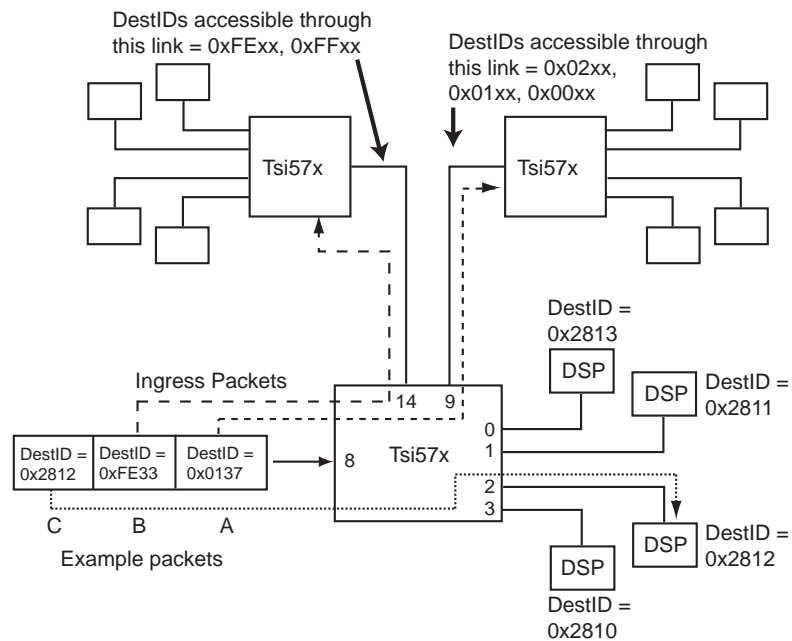 DestIDs accessible through
this link = 0xFExx, 0xFFxx
DestIDs accessible through
this link = 0x02xx,
0x01xx, 0x00xx
Tsi57x
Tsi57x
DestID =
0x2813
DSP
DSP
DestID =
0x2811
Ingress Packets
14
9
0
1
2
3
8
Tsi57x
DestID =
0x2812
DestID =
0xFE33
DestID =
0x0137
C
B
A
Example packets
DSP
DestID =
0x2812
DSP
DestID =
0x2810